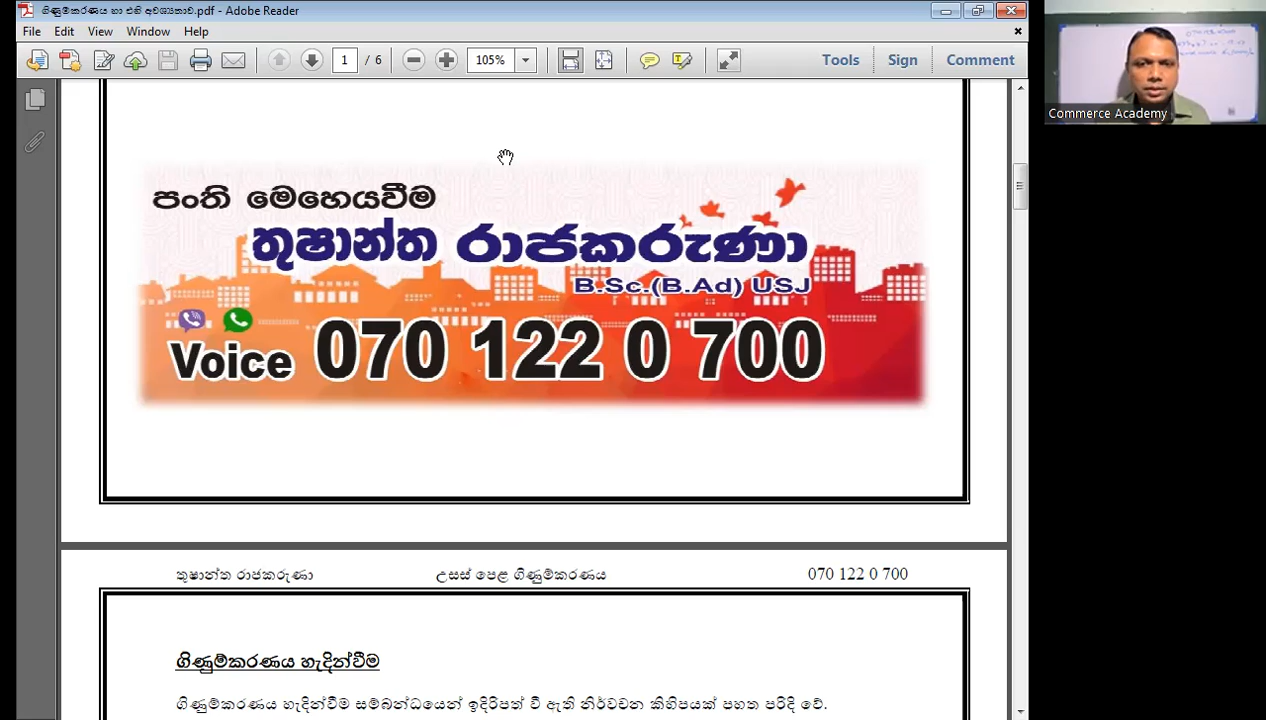 ගිණුම්කරණය හා එහි අවශ්‍යතාව.pdf - Adobe Reader
File Edit View Window Help
1 / 6 105% Tools Sign Comment
Commerce Academy
පංති මෙහෙයවීම
තුෂාන්ත රාජකරුණා
B.Sc.(B.Ad) USJ
Voice 070 122 0 700
තුෂාන්ත රාජකරුණා උසස් පෙළ ගිණුම්කරණය 070 122 0 700
ගිණුම්කරණය හැදින්වීම
ගිණුම්කරණය හැදින්වීම සම්බන්ධයෙන් ඉදිරිපත් වී ඇති නිර්වචන කිහිපයක් පහත පරිදි වේ.